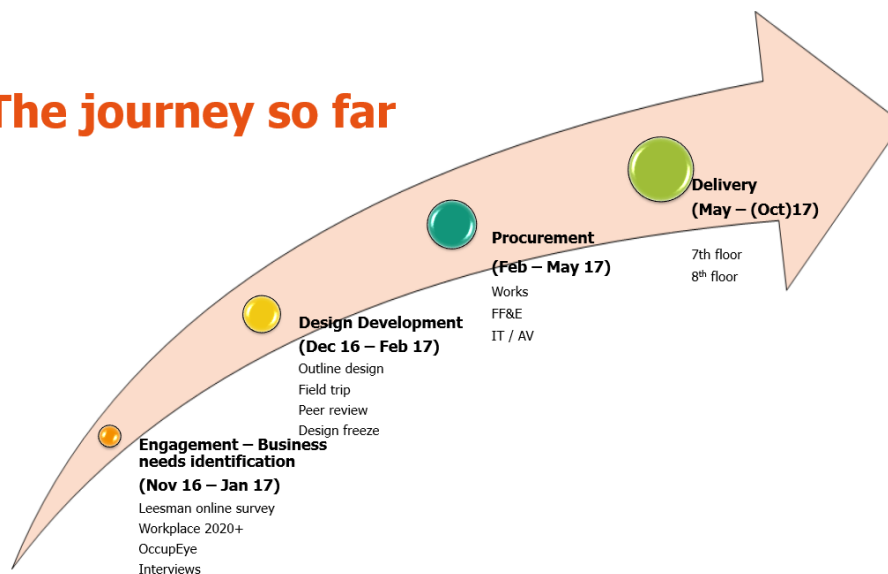 The journey so far
Delivery
(May – (Oct)17)
7th floor
8th floor
Procurement
(Feb – May 17)
Works
FF&E
IT / AV
Design Development
(Dec 16 – Feb 17)
Outline design
Field trip
Peer review
Design freeze
Engagement – Business
needs identification
(Nov 16 – Jan 17)
Leesman online survey
Workplace 2020+
OccupEye
Interviews